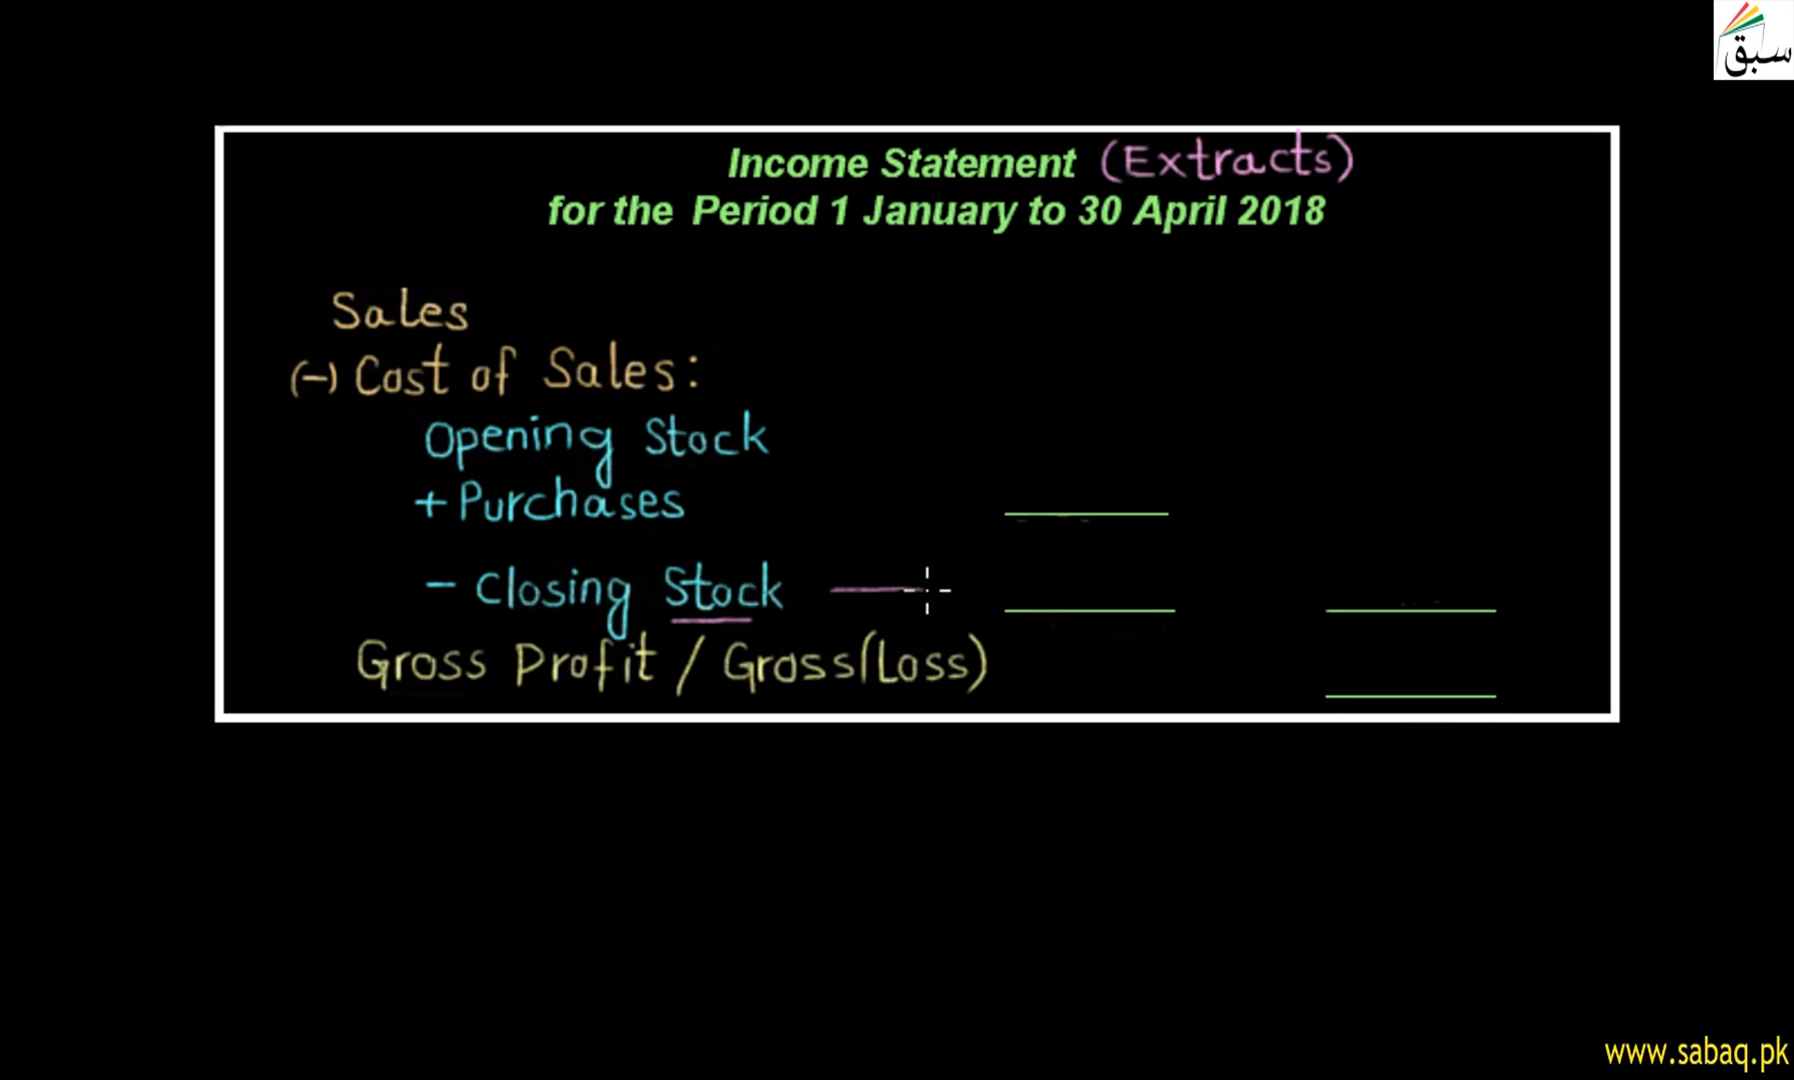 سبق
Income Statement (Extracts)
for the Period 1 January to 30 April 2018
Sales
(-) Cost of Sales:
Opening Stock
+ Purchases
- Closing Stock
Gross Profit / Gross (Loss)
www.sabaq.pk